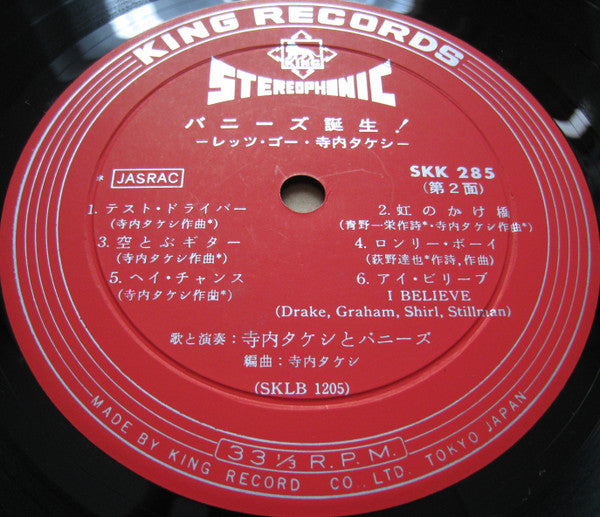 KING RECORDS
KING
STEREOPHONIC
バニーズ誕生!
―レッツ・ゴー・寺内タケシ―
* JASRAC
SKK 285
(第2面)
1. テスト・ドライバー
(寺内タケシ作曲*)
2. 虹のかけ橋
(青野一栄作詩*・寺内タケシ作曲*)
3. 空とぶギター
(寺内タケシ作曲*)
4. ロンリー・ボーイ
(荻野達也*作詩,作曲)
5. ヘイ・チャンス
(寺内タケシ作曲*)
6. アイ・ビリーブ
I BELIEVE
(Drake, Graham, Shirl, Stillman)
歌と演奏:寺内タケシとバニーズ
編曲:寺内タケシ
(SKLB 1205)
33⅓ R.P.M.
MADE BY KING RECORD CO., LTD. TOKYO JAPAN